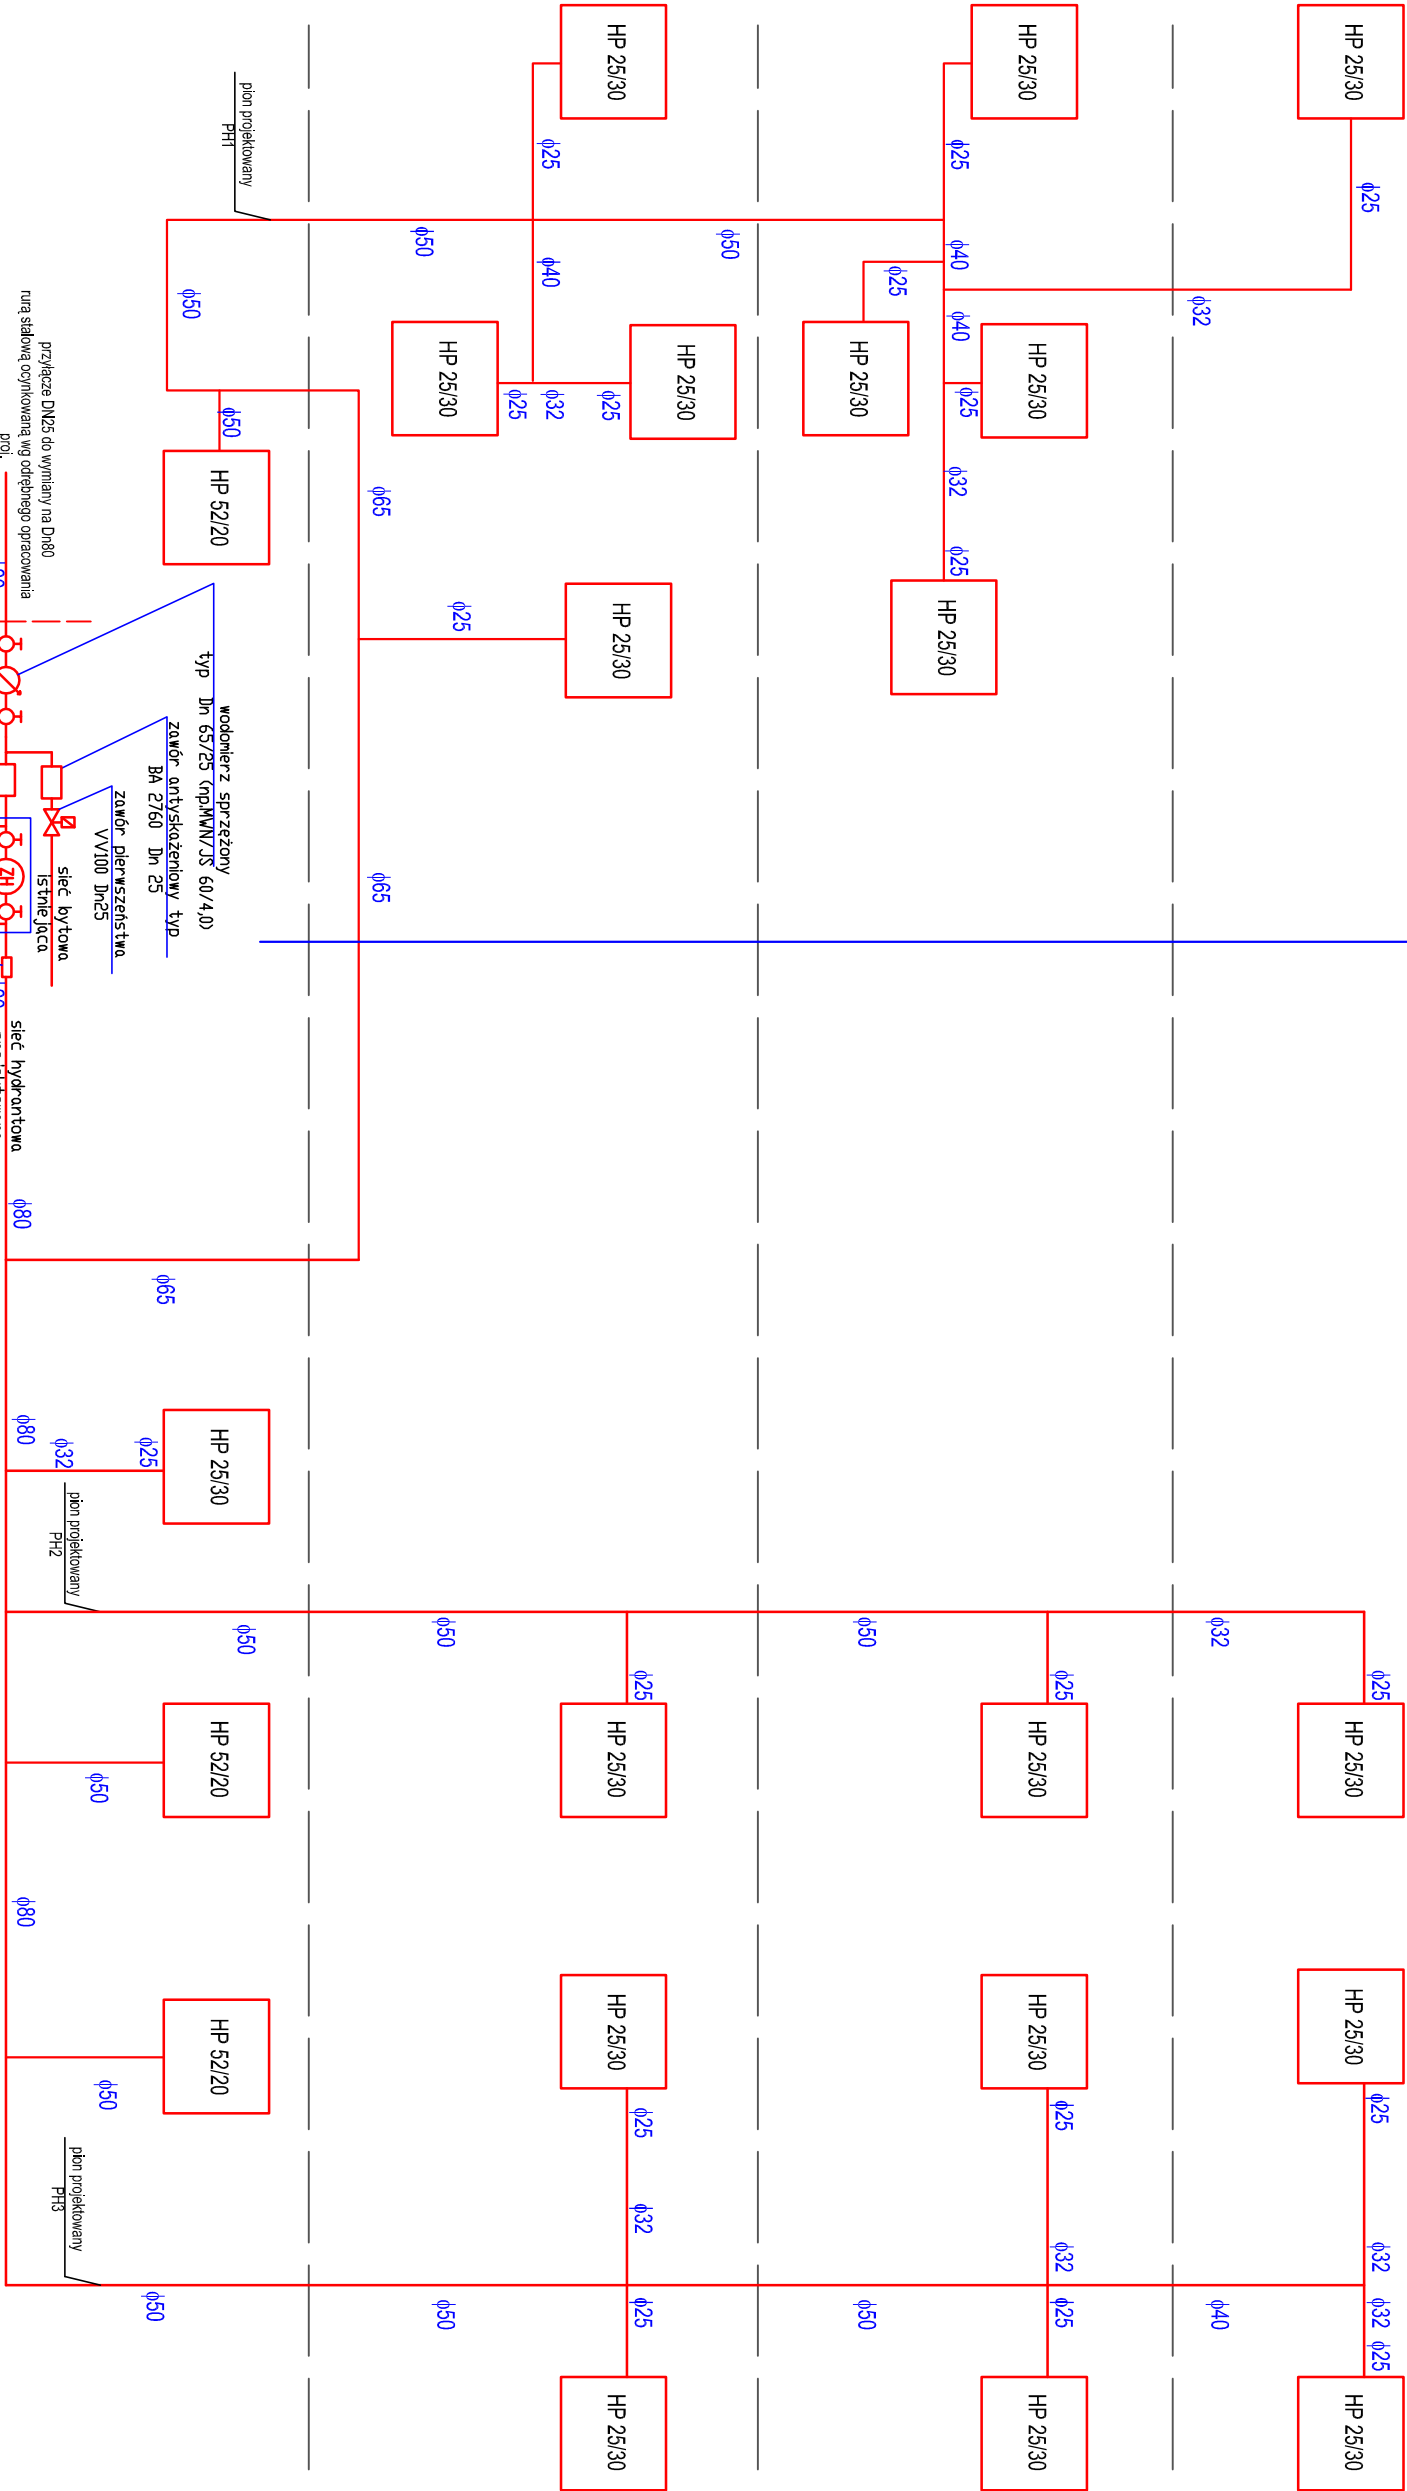 φ25
φ25
φ25
φ32
φ32
φ25
HP 25/30
HP 25/30
HP 25/30
HP 25/30
φ32
φ32
φ40
φ25
φ25
φ32
φ25
HP 25/30
HP 25/30
HP 25/30
HP 25/30
HP 25/30
φ25
φ40
φ40
φ25
φ32
φ25
HP 25/30
φ25
HP 25/30
φ50
φ50
φ50
HP 25/30
φ25
φ25
φ32
φ25
HP 25/30
HP 25/30
HP 25/30
HP 25/30
HP 25/30
φ25
φ25
φ40
φ32
φ25
φ25
HP 25/30
φ50
φ50
φ50
φ65
φ65
pion projektowany
PH1
φ50
φ50
HP 52/20
HP 25/30
HP 52/20
HP 52/20
φ50
wodomierz sprzężony
typ Dn 65/25 (np.MWN/JS 60/4,0)
zawór antyskażeniowy typ
BA 2760 Dn 25
zawór pierwszeństwa
VV100 Dn25
φ65
φ25
φ50
φ50
φ50
φ32
pion projektowany
PH2
pion projektowany
PH3
sieć bytowa
istniejąca
przyłącze DN25 do wymiany na Dn80
rurą stalową ocynkowaną wg odrębnego opracowania
proj.
ZH
sieć hydrantowa
φ80
φ80
φ80